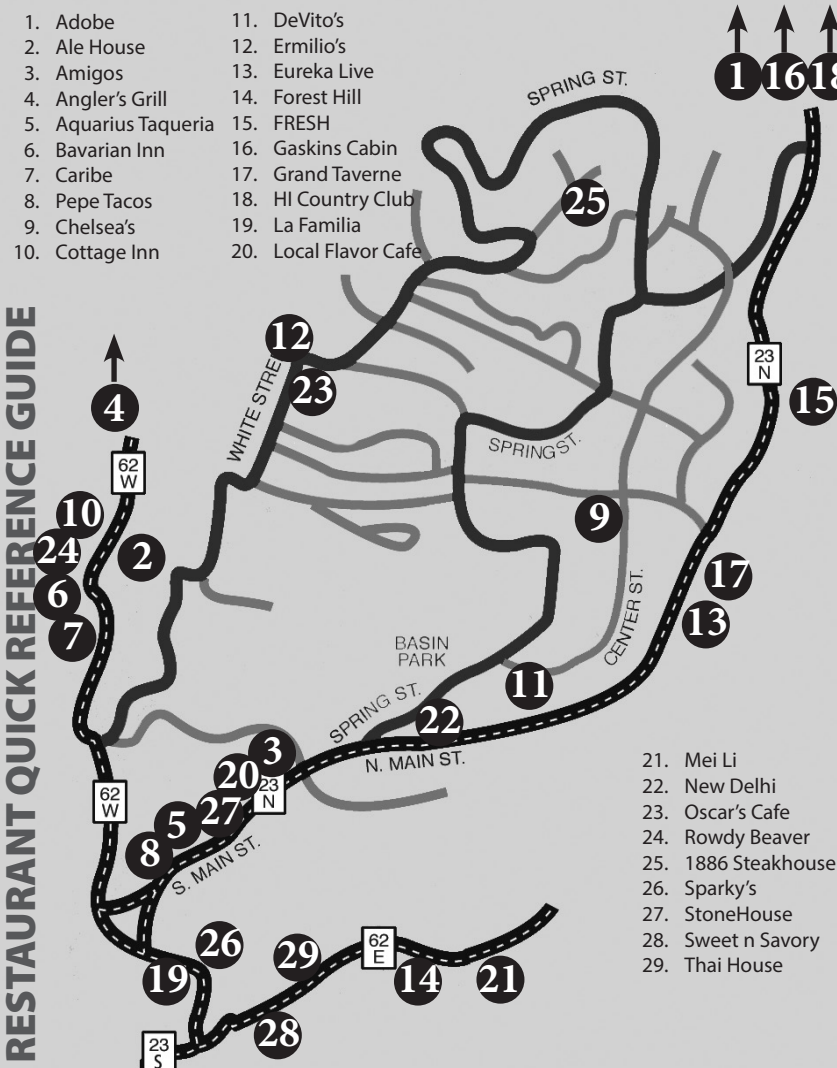 1. Adobe
2. Ale House
3. Amigos
4. Angler's Grill
5. Aquarius Taqueria
6. Bavarian Inn
7. Caribe
8. Pepe Tacos
9. Chelsea's
10. Cottage Inn
11. DeVito's
12. Ermilio's
13. Eureka Live
14. Forest Hill
15. FRESH
16. Gaskins Cabin
17. Grand Taverne
18. HI Country Club
19. La Familia
20. Local Flavor Cafe
RESTAURANT QUICK REFERENCE GUIDE
1
16
18
SPRING ST.
25
12
WHITE STRE
23
4
23
N
15
SPRING ST.
62
W
10
24
2
6
7
9
17
13
CENTER ST.
BASIN
PARK
11
SPRING ST.
22
N. MAIN ST.
3
20
23
N
27
5
8
S. MAIN ST.
62
W
26
19
29
62
E
14
21
28
23
S
21. Mei Li
22. New Delhi
23. Oscar's Cafe
24. Rowdy Beaver
25. 1886 Steakhouse
26. Sparky's
27. StoneHouse
28. Sweet n Savory
29. Thai House